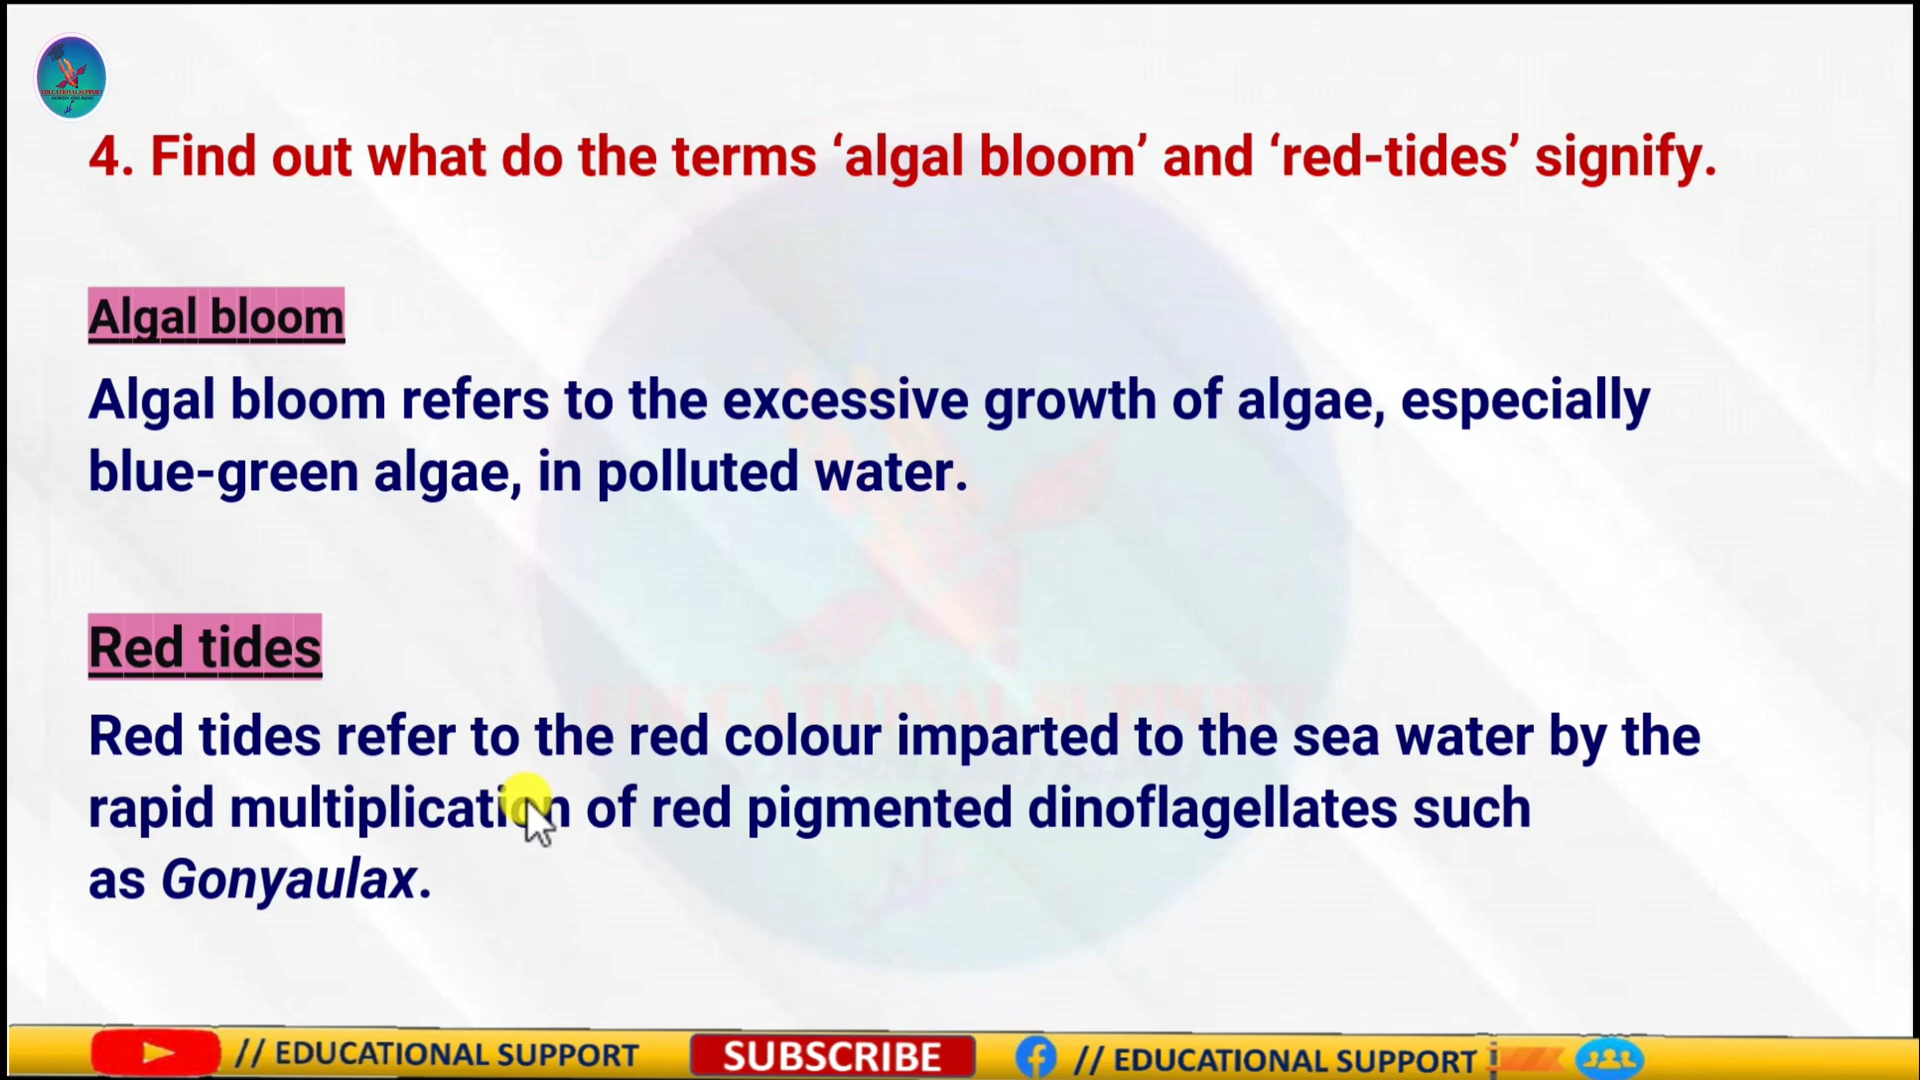 4. Find out what do the terms ‘algal bloom’ and ‘red-tides’ signify.
Algal bloom
Algal bloom refers to the excessive growth of algae, especially
blue-green algae, in polluted water.
Red tides
Red tides refer to the red colour imparted to the sea water by the
rapid multiplication of red pigmented dinoflagellates such
as Gonyaulax.
EDUCATIONAL SUPPORT
// EDUCATIONAL SUPPORT
SUBSCRIBE
// EDUCATIONAL SUPPORT